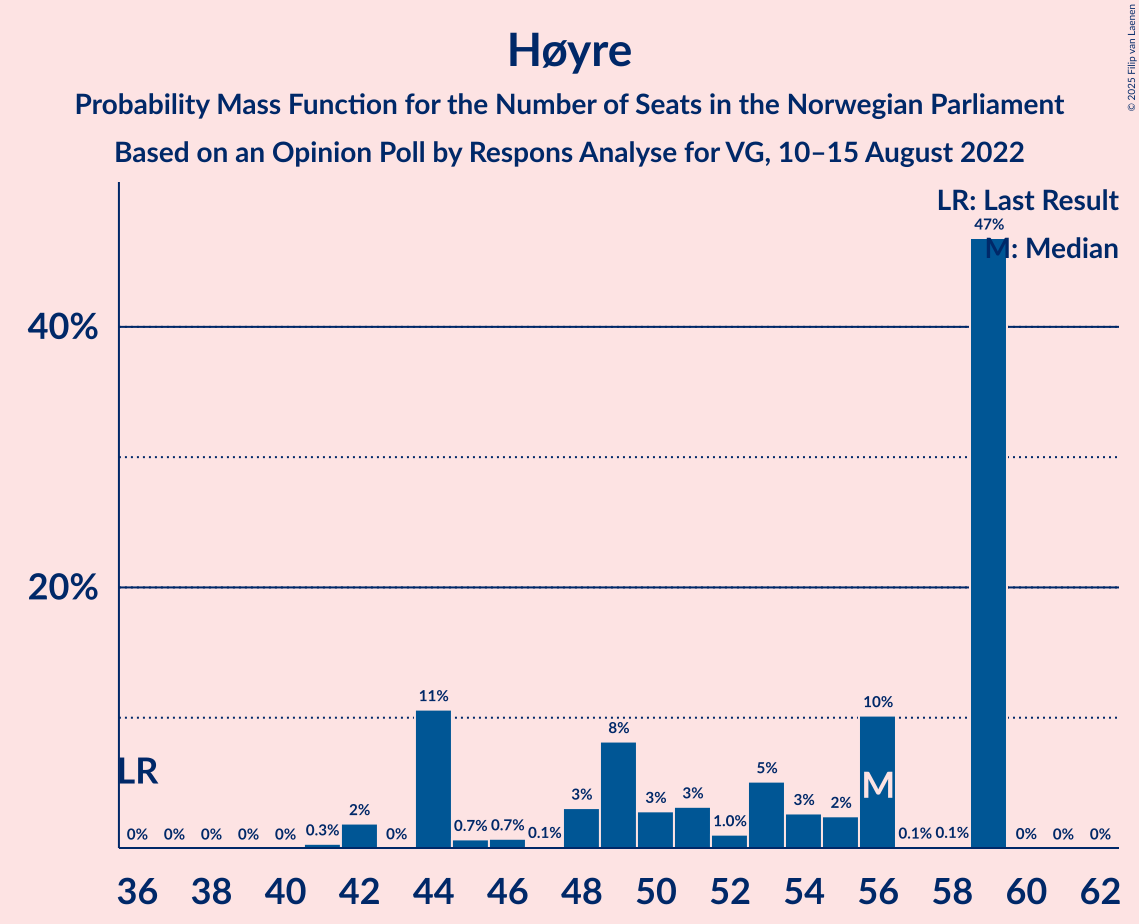 Høyre
Probability Mass Function for the Number of Seats in the Norwegian Parliament
Based on an Opinion Poll by Respons Analyse for VG, 10–15 August 2022
© 2025 Filip van Laenen
LR: Last Result
M: Median
40%
20%
LR
M
0% 0% 0% 0% 0% 0.3% 2% 0% 11% 0.7% 0.7% 0.1% 3% 8% 3% 3% 1.0% 5% 3% 2% 10% 0.1% 0.1% 47% 0% 0% 0%
36 38 40 42 44 46 48 50 52 54 56 58 60 62